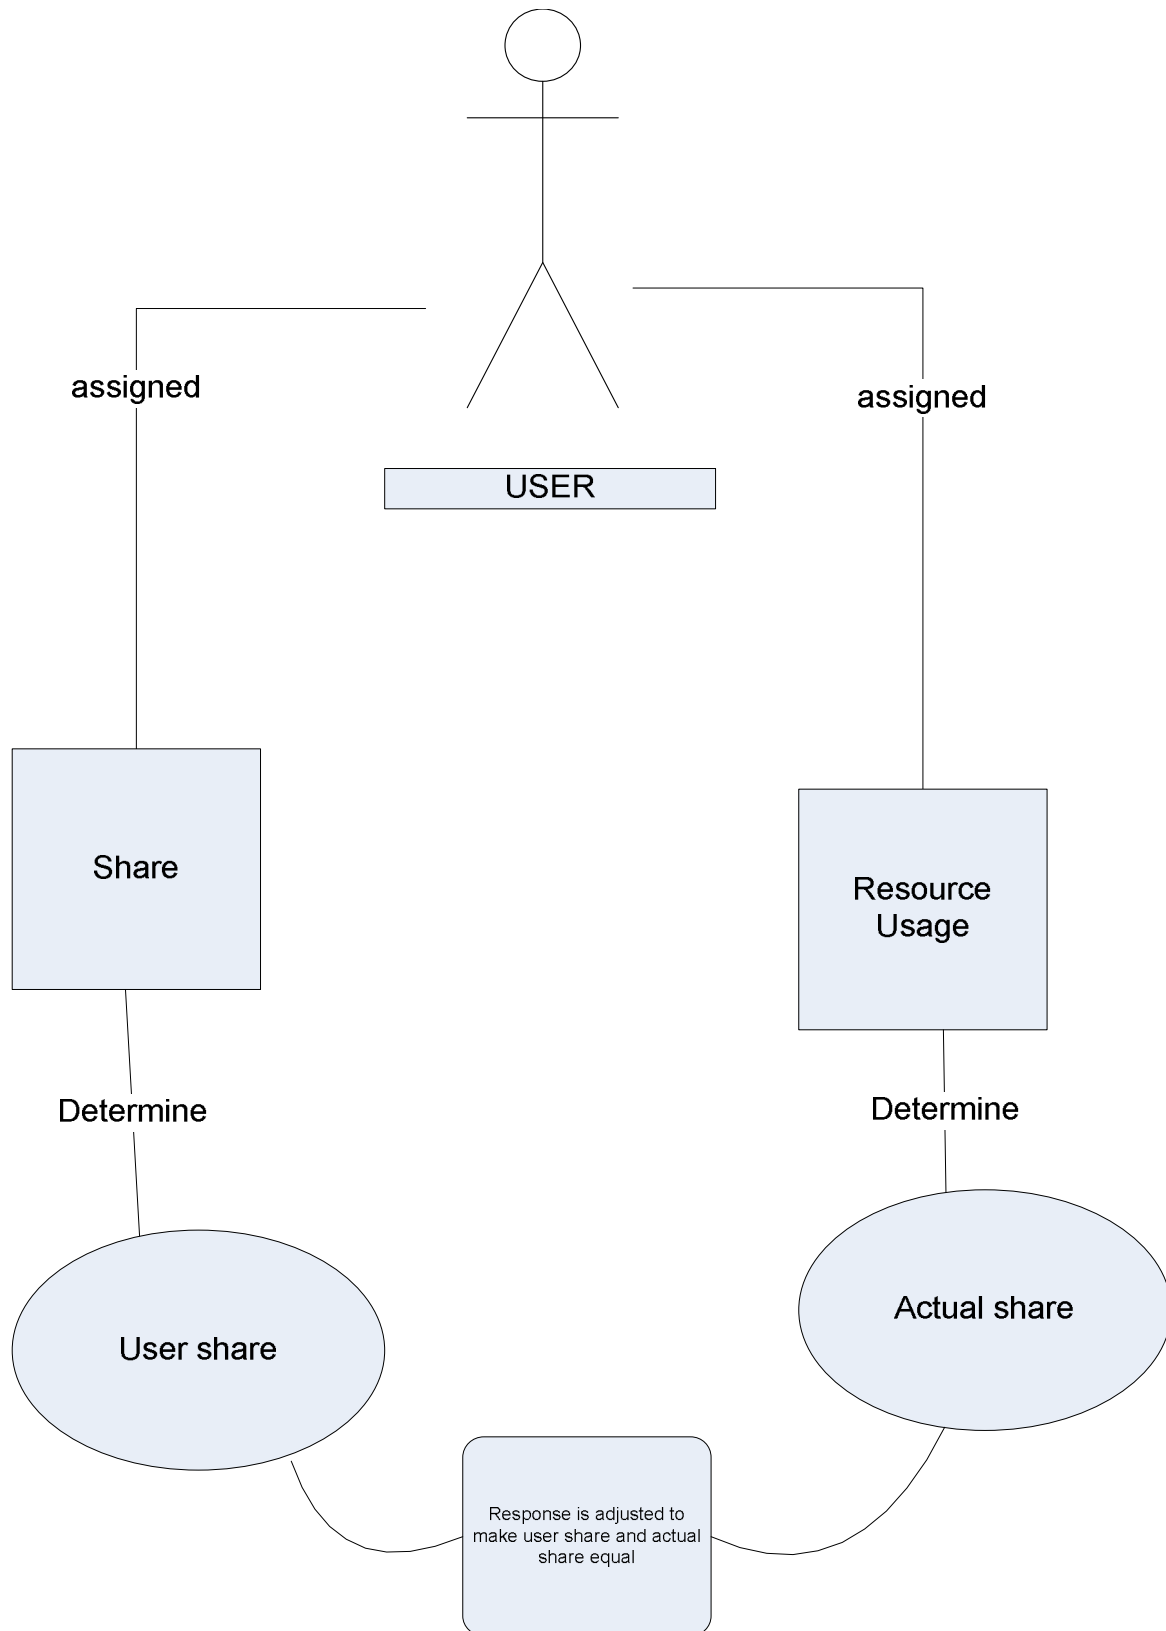 assigned
assigned
USER
Share
Resource
Usage
Determine
Determine
User share
Actual share
Response is adjusted to
make user share and actual
share equal